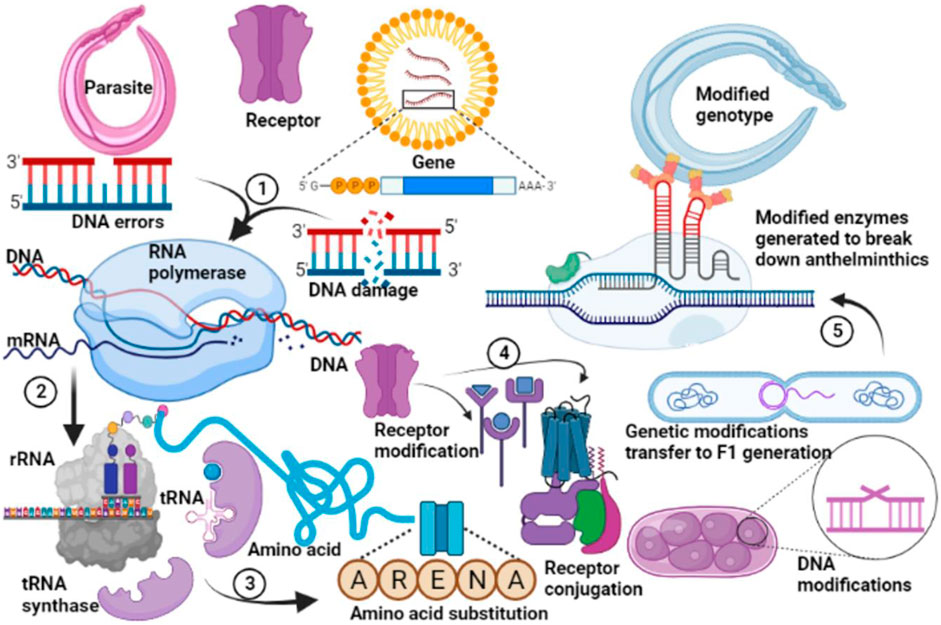 Parasite
Receptor
Gene
Modified
genotype
3'
5'
DNA errors
1
5' G
P P P
AAA-3'
3'
5'
5'
3'
DNA damage
DNA
RNA
polymerase
mRNA
DNA
Modified enzymes
generated to break
down anthelminthics
5
2
4
Receptor
modification
Genetic modifications
transfer to F1 generation
rRNA
tRNA
Amino acid
tRNA
synthase
3
A R E N A
Amino acid substitution
Receptor
conjugation
DNA
modifications